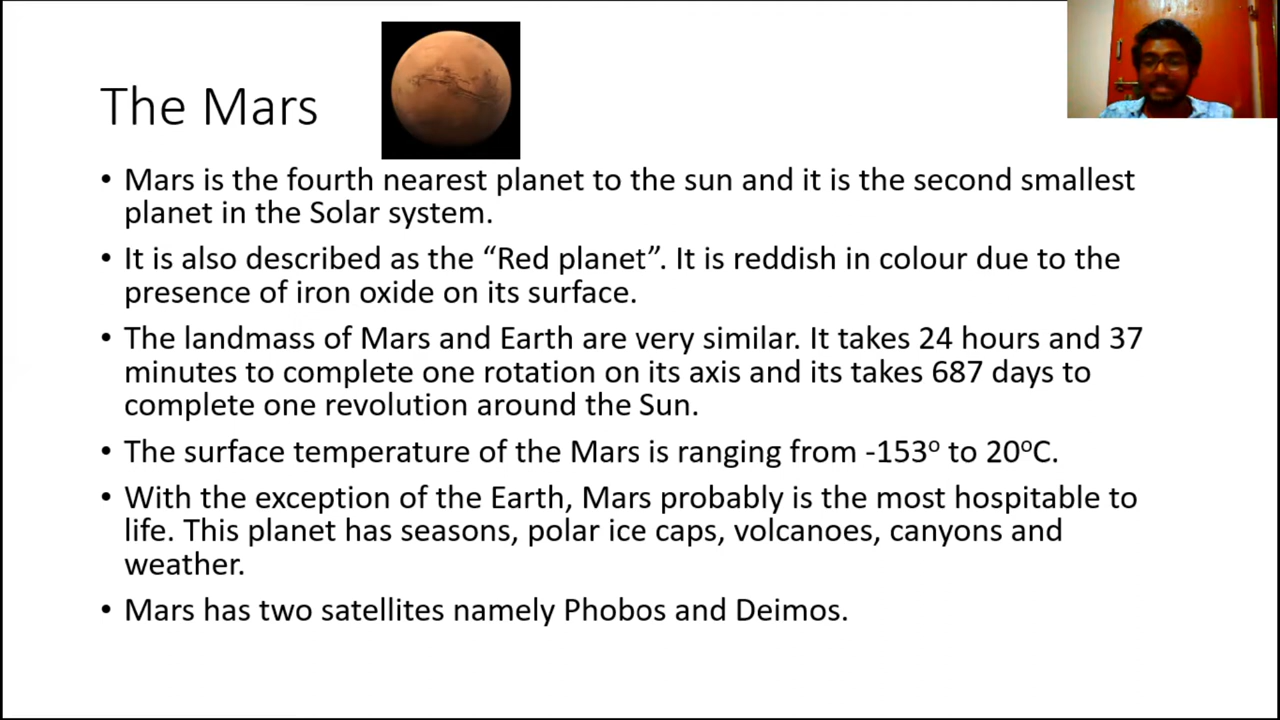 The Mars
• Mars is the fourth nearest planet to the sun and it is the second smallest
planet in the Solar system.
• It is also described as the “Red planet”. It is reddish in colour due to the
presence of iron oxide on its surface.
• The landmass of Mars and Earth are very similar. It takes 24 hours and 37
minutes to complete one rotation on its axis and its takes 687 days to
complete one revolution around the Sun.
• The surface temperature of the Mars is ranging from -153º to 20ºC.
• With the exception of the Earth, Mars probably is the most hospitable to
life. This planet has seasons, polar ice caps, volcanoes, canyons and
weather.
• Mars has two satellites namely Phobos and Deimos.